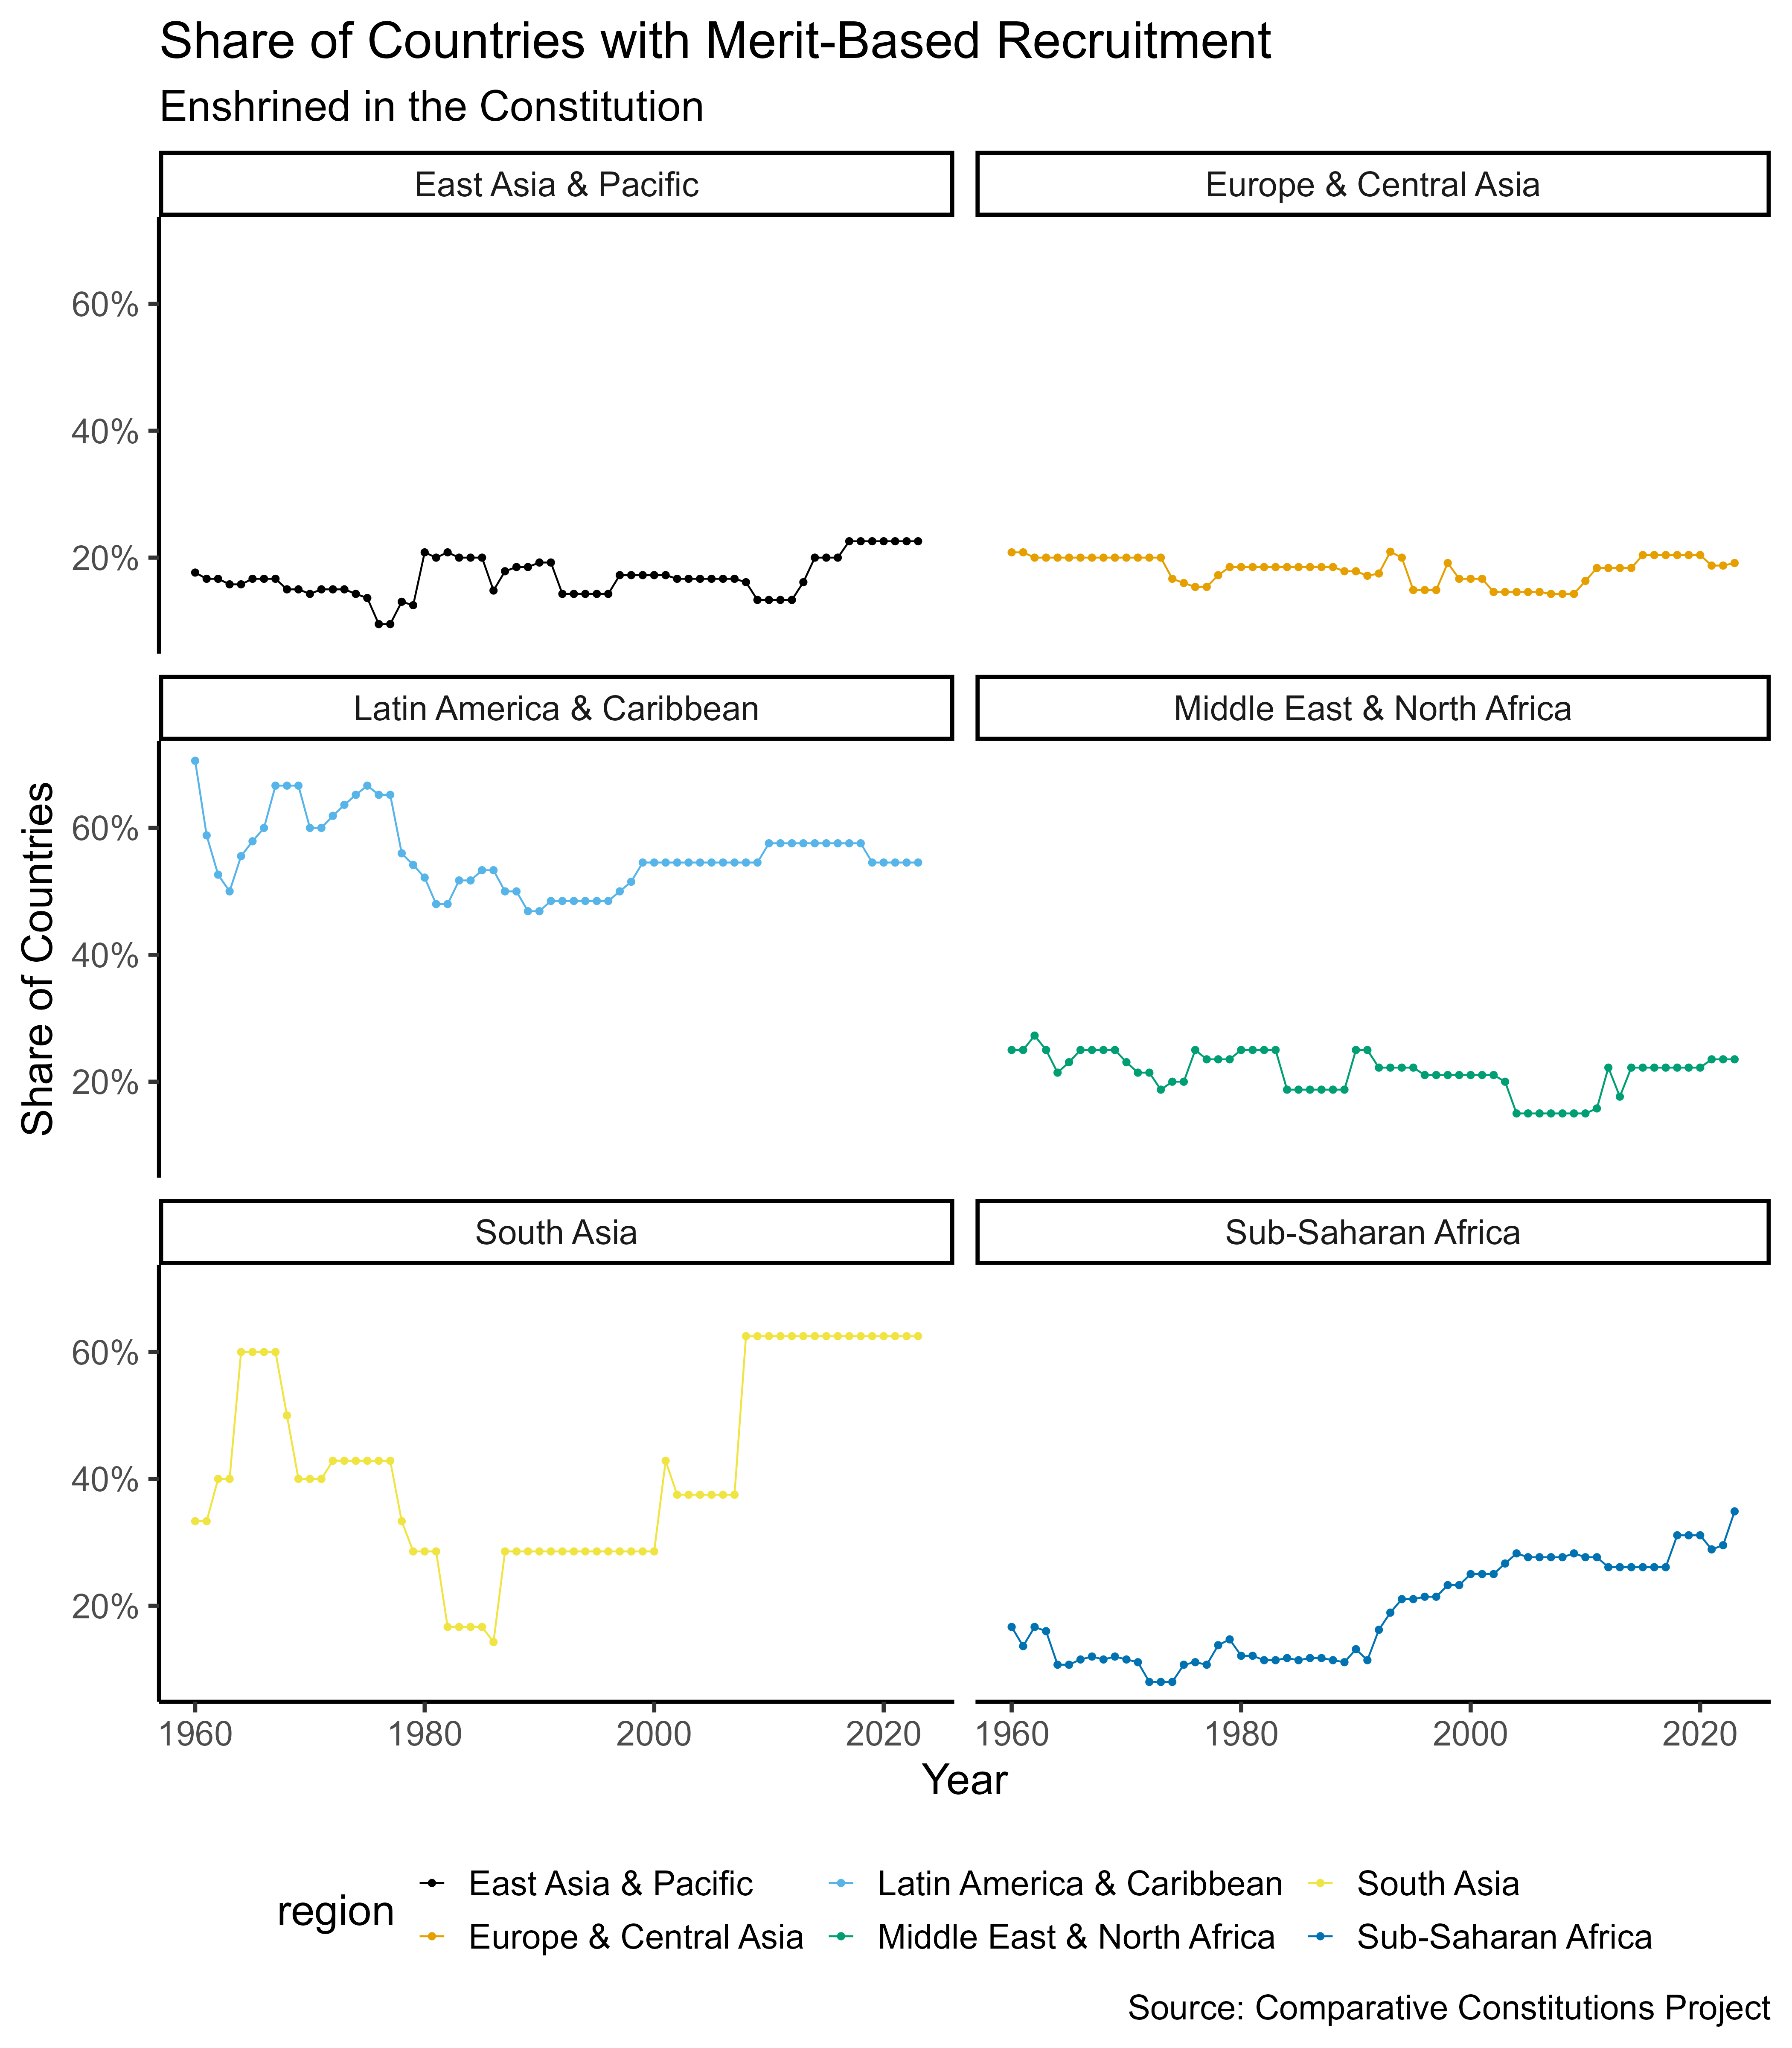 Share of Countries with Merit-Based Recruitment
Enshrined in the Constitution
East Asia & Pacific
Europe & Central Asia
60%
40%
20%
Latin America & Caribbean
Middle East & North Africa
60%
40%
20%
Share of Countries
South Asia
Sub-Saharan Africa
60%
40%
20%
1960 1980 2000 2020
1960 1980 2000 2020
Year
region
East Asia & Pacific
Latin America & Caribbean
South Asia
Europe & Central Asia
Middle East & North Africa
Sub-Saharan Africa
Source: Comparative Constitutions Project